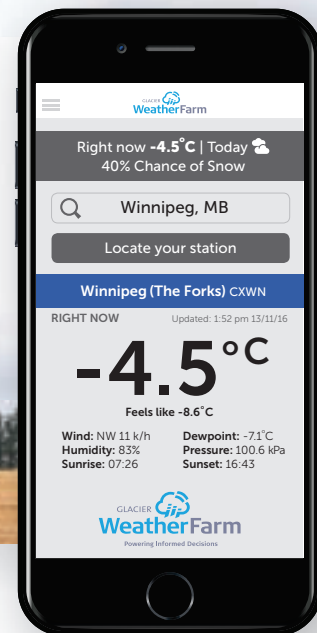 GLACIER
WeatherFarm
Right now -4.5°C | Today
40% Chance of Snow
Winnipeg, MB
Locate your station
Winnipeg (The Forks) CXWN
RIGHT NOW Updated: 1:52 pm 13/11/16
-4.5°C
Feels like -8.6°C
Wind: NW 11 k/h Dewpoint: -7.1°C
Humidity: 83% Pressure: 100.6 kPa
Sunrise: 07:26 Sunset: 16:43
GLACIER
WeatherFarm
Powering Informed Decisions